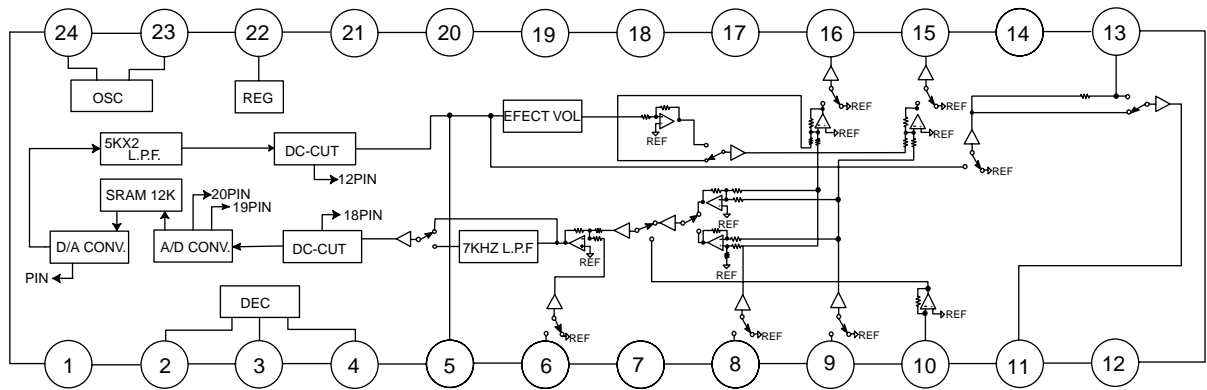 24
23
22
21
20
19
18
17
16
15
14
13
OSC
REG
REF
REF
EFECT VOL
REF
5KX2
L.P.F.
DC-CUT
REF
REF
REF
REF
12PIN
SRAM 12K
20PIN
19PIN
18PIN
REF
D/A CONV.
A/D CONV.
DC-CUT
7KHZ L.P.F
REF
REF
PIN
DEC
REF
REF
REF
REF
1
2
3
4
5
6
7
8
9
10
11
12